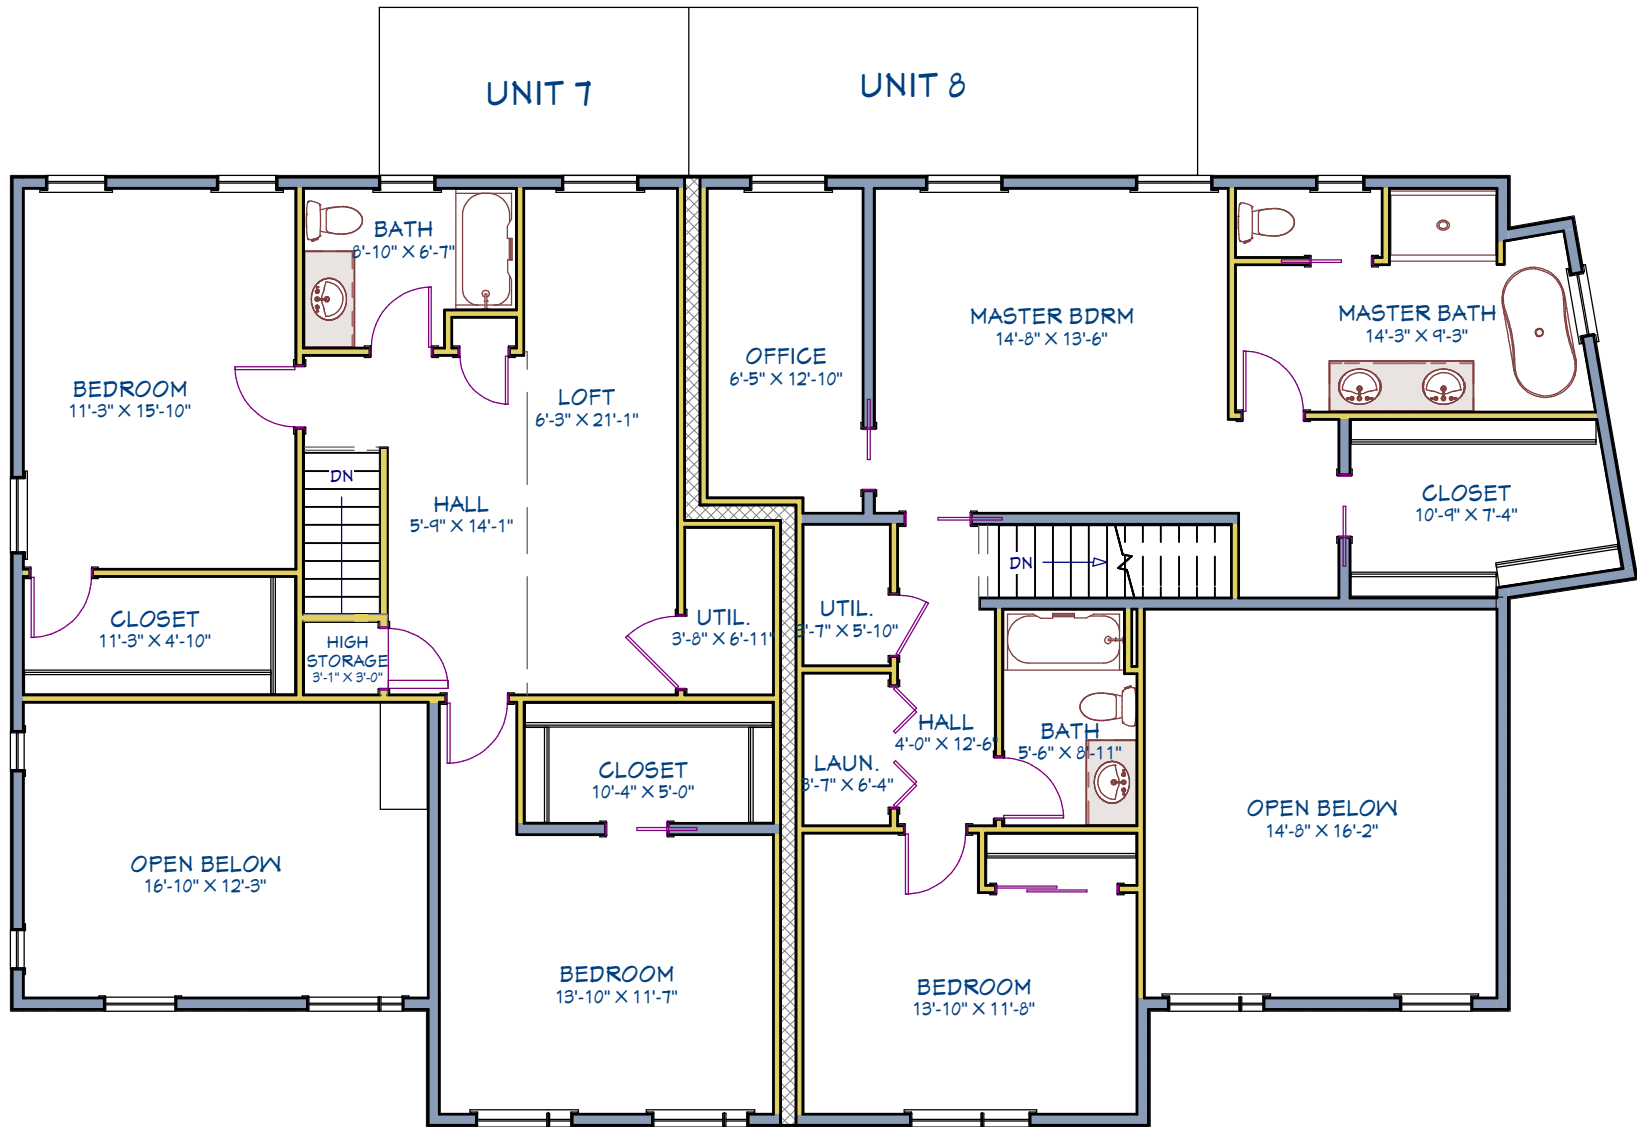 UNIT 7
UNIT 8
BATH
8'-10" X 6'-7"
BEDROOM
11'-3" X 15'-10"
LOFT
6'-3" X 21'-1"
DN
HALL
5'-9" X 14'-1"
CLOSET
11'-3" X 4'-10"
HIGH
STORAGE
3'-1" X 3'-0"
UTIL.
3'-8" X 6'-11"
CLOSET
10'-4" X 5'-0"
OPEN BELOW
16'-10" X 12'-3"
BEDROOM
13'-10" X 11'-7"
OFFICE
6'-5" X 12'-10"
MASTER BDRM
14'-8" X 13'-6"
MASTER BATH
14'-3" X 9'-3"
CLOSET
10'-9" X 7'-4"
DN
UTIL.
3'-7" X 5'-10"
HALL
4'-0" X 12'-6"
BATH
5'-6" X 8'-11"
LAUN.
3'-7" X 6'-4"
OPEN BELOW
14'-8" X 16'-2"
BEDROOM
13'-10" X 11'-8"